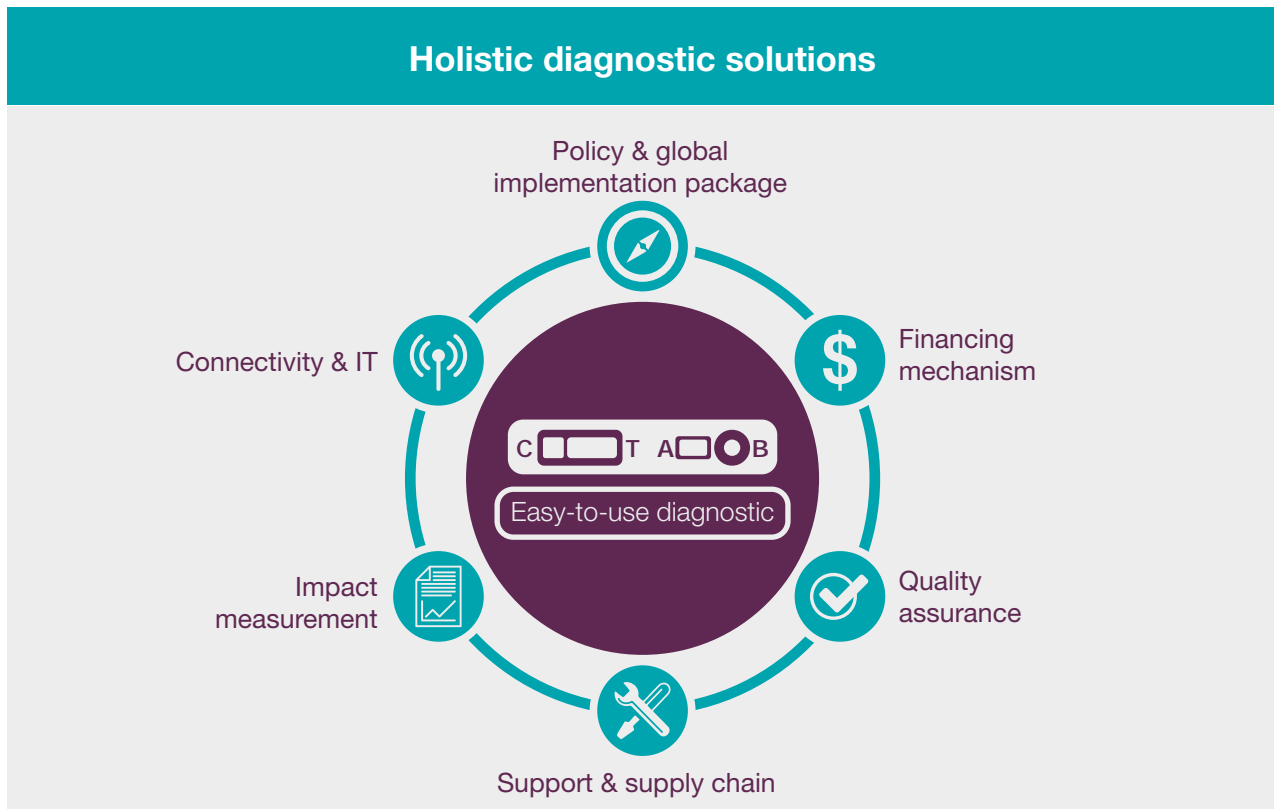 Holistic diagnostic solutions
Policy & global
implementation package
Financing
mechanism
Connectivity & IT
C T A B
Easy-to-use diagnostic
Impact
measurement
Quality
assurance
Support & supply chain
$